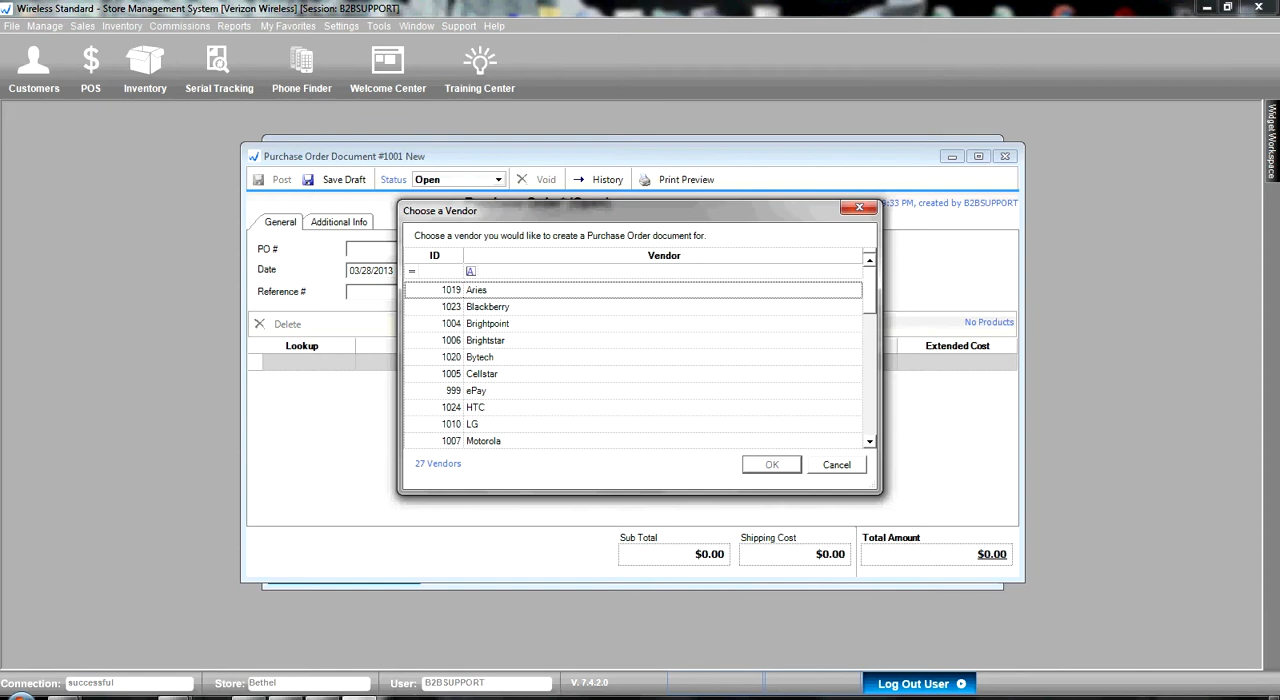 Wireless Standard - Store Management System [Verizon Wireless] [Session: B2BSUPPORT]
File Manage Sales Inventory Commissions Reports My Favorites Settings Tools Window Support Help
Customers POS Inventory Serial Tracking Phone Finder Welcome Center Training Center
Widget Workspace
Purchase Order Document #1001 New
Post Save Draft Status Open Void History Print Preview
:33 PM, created by B2BSUPPORT
General Additional Info
PO #
Date 03/28/2013
Reference #
Delete No Products
Lookup Extended Cost
Choose a Vendor
Choose a vendor you would like to create a Purchase Order document for.
ID Vendor
= A
1019 Aries
1023 Blackberry
1004 Brightpoint
1006 Brightstar
1020 Bytech
1005 Cellstar
999 ePay
1024 HTC
1010 LG
1007 Motorola
27 Vendors OK Cancel
Sub Total Shipping Cost Total Amount
$0.00 $0.00 $0.00
Connection: successful Store: Bethel User: B2BSUPPORT V. 7.4.2.0 Log Out User